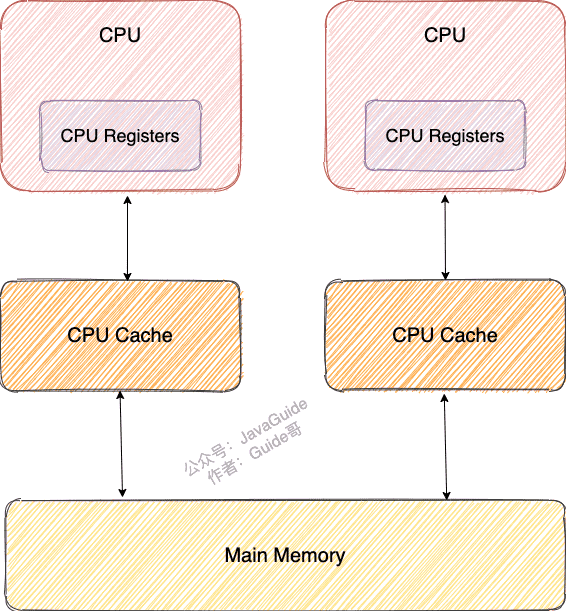 CPU
CPU
CPU Registers
CPU Registers
CPU Cache
CPU Cache
公众号：JavaGuide
作者：Guide哥
Main Memory